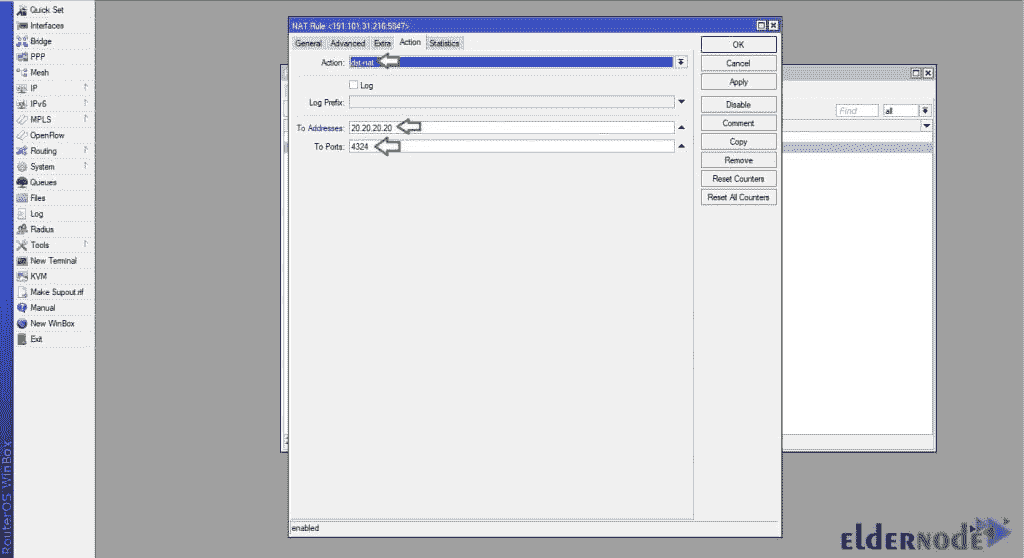 NAT Rule <191.101.31.216:5847>
General
Advanced
Extra
Action
Statistics
Action:
dst-nat
Log
Log Prefix:
To Addresses:
20.20.20.20
To Ports:
4324
OK
Cancel
Apply
Disable
Comment
Copy
Remove
Reset Counters
Reset All Counters
enabled
Find
all
Quick Set
Interfaces
Bridge
PPP
Mesh
IP
IPv6
MPLS
OpenFlow
Routing
System
Queues
Files
Log
Radius
Tools
New Terminal
KVM
Make Supout.rif
Manual
New WinBox
Exit
RouterOS WinBox
ELDERNODE